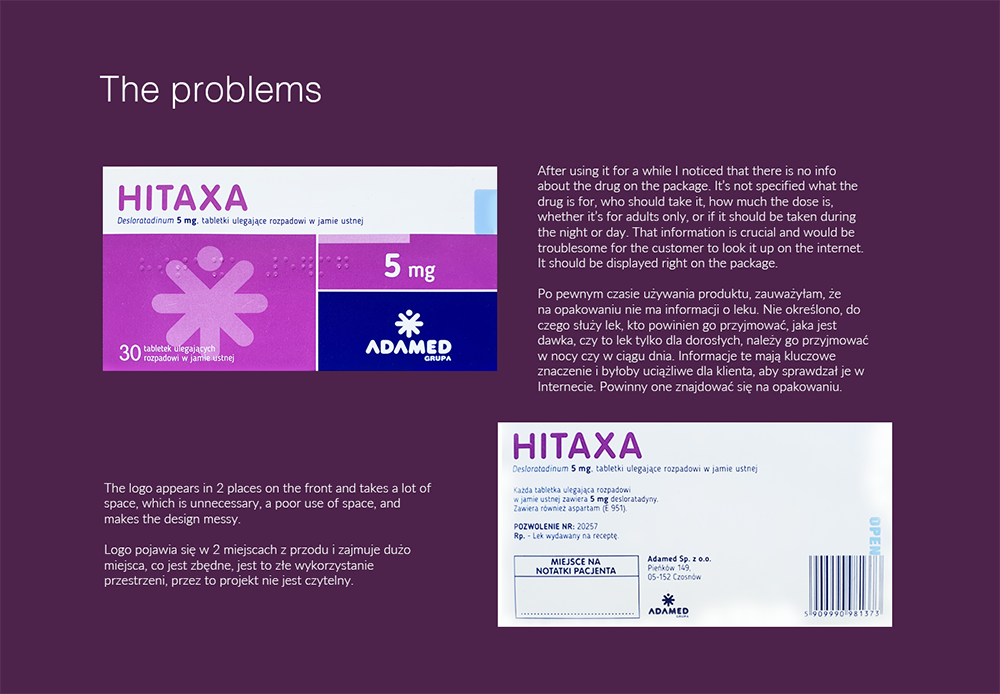 The problems
HITAXA
Desloratadinum 5 mg, tabletki ulegające rozpadowi w jamie ustnej
5 mg
30 tabletek ulegających
rozpadowi w jamie ustnej
ADAMED
GRUPA
After using it for a while I noticed that there is no info
about the drug on the package. It's not specified what the
drug is for, who should take it, how much the dose is,
whether it's for adults only, or if it should be taken during
the night or day. That information is crucial and would be
troublesome for the customer to look it up on the internet.
It should be displayed right on the package.
Po pewnym czasie używania produktu, zauważyłam, że
na opakowaniu nie ma informacji o leku. Nie określono, do
czego służy lek, kto powinien go przyjmować, jaka jest
dawka, czy to lek tylko dla dorosłych, należy go przyjmować
w nocy czy w ciągu dnia. Informacje te mają kluczowe
znaczenie i byłoby uciążliwe dla klienta, aby sprawdzał je w
Internecie. Powinny one znajdować się na opakowaniu.
The logo appears in 2 places on the front and takes a lot of
space, which is unnecessary, a poor use of space, and
makes the design messy.
Logo pojawia się w 2 miejscach z przodu i zajmuje dużo
miejsca, co jest zbędne, jest to złe wykorzystanie
przestrzeni, przez to projekt nie jest czytelny.
HITAXA
Desloratadinum 5 mg, tabletki ulegające rozpadowi w jamie ustnej
Każda tabletka ulegająca rozpadowi
w jamie ustnej zawiera 5 mg desloratadyny.
Zawiera również aspartam (E 951).
POZWOLENIE NR: 20257
Rp. - Lek wydawany na receptę.
MIEJSCE NA
NOTATKI PACJENTA
Adamed Sp. z o.o.
Pieńków 149,
05-152 Czosnów
ADAMED
GRUPA
OPEN
5 909990 981373